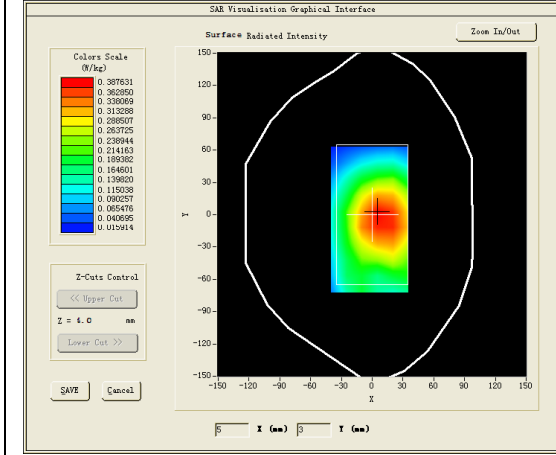 SAR Visualisation Graphical Interface
Surface Radiated Intensity
Zoom In/Out
Colors Scale
(W/kg)
0.387631
0.362850
0.338069
0.313288
0.288507
0.263725
0.238944
0.214163
0.189382
0.164601
0.139820
0.115038
0.090257
0.065476
0.040695
0.015914
Z-Cuts Control
<< Upper Cut
Z = 4.0 mm
Lower Cut >>
SAVE Cancel
150
120
90
60
30
0
-30
-60
-90
-120
-150
Y
-150 -120 -90 -60 -30 0 30 60 90 120 150
X
5 X (mm) 3 Y (mm)